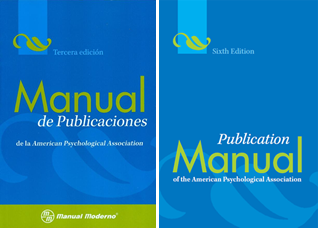 Tercera edición
Manual
de Publicaciones
de la American Psychological Association
Manual Moderno®
Sixth Edition
Publication
Manual
of the American Psychological Association